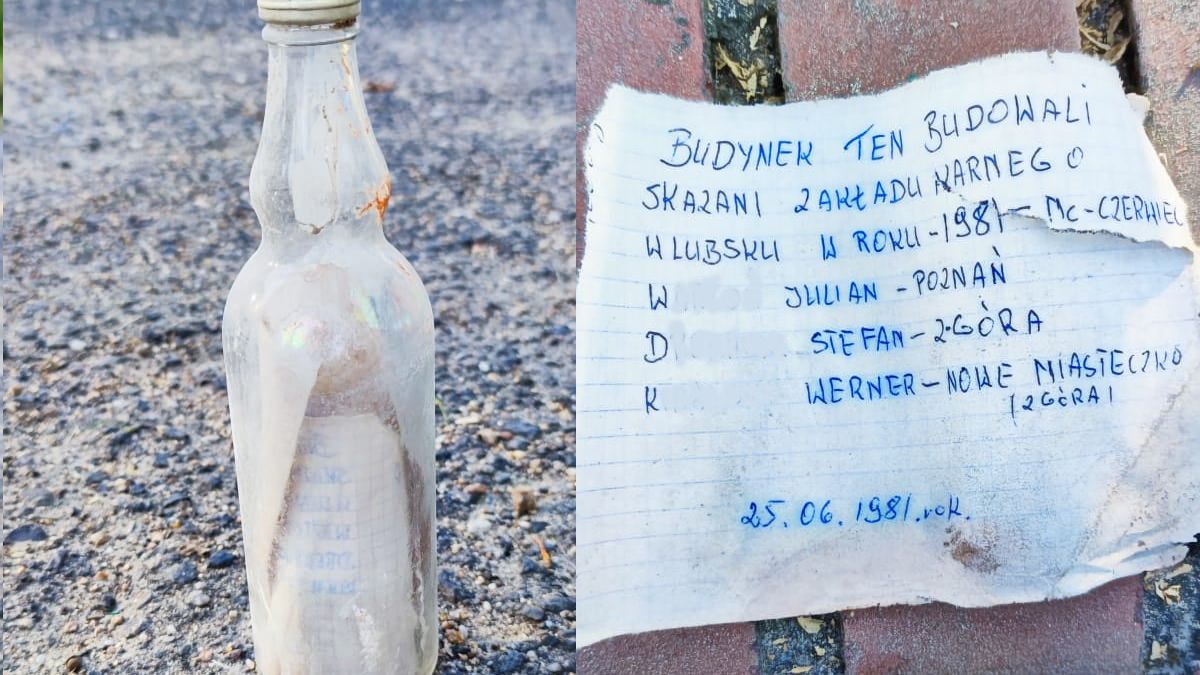 BUDYNEK TEN BUDOWALI
SKAZANI ZAKŁADU KARNEGO
W LUBSKU W ROKU-1981 - MC-CZERWIEC
W JULIAN - POZNAŃ
D STEFAN - Z.GÓRA
K WERNER - NOWE MIASTECZKO
/ZGÓRA/
25.06.1981.rok.